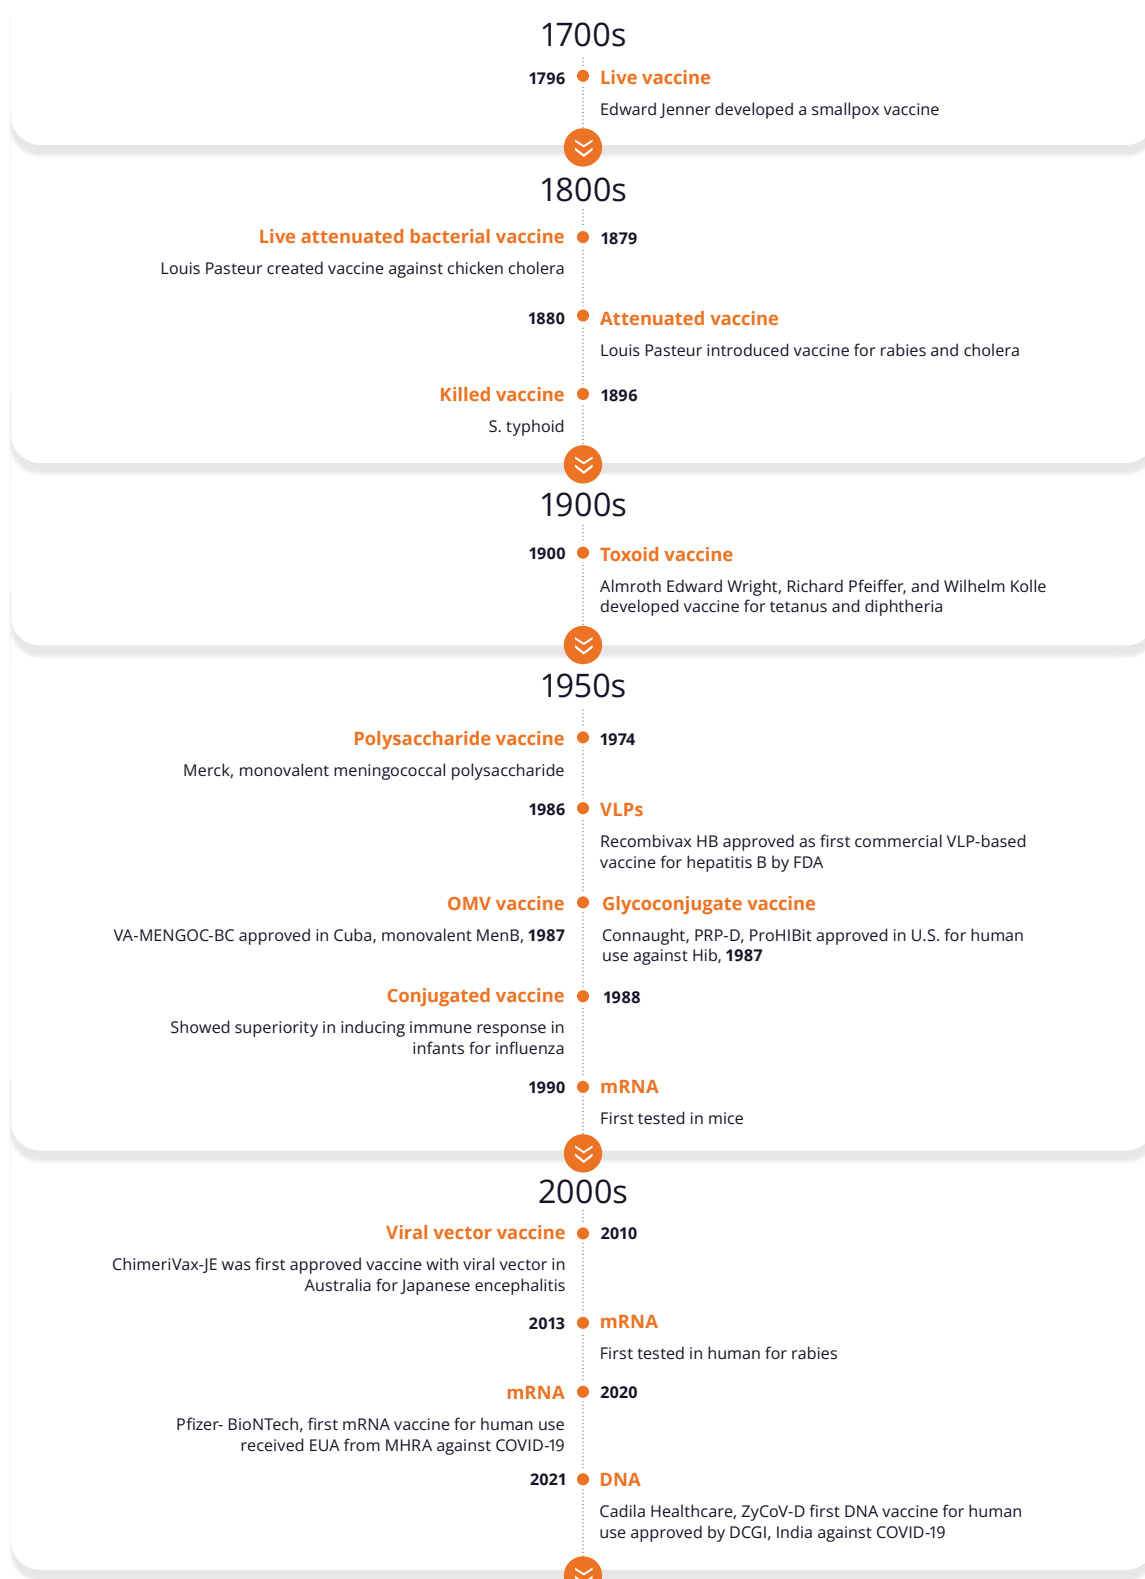 1700s
1796
Live vaccine
Edward Jenner developed a smallpox vaccine
1800s
Live attenuated bacterial vaccine
1879
Louis Pasteur created vaccine against chicken cholera
1880
Attenuated vaccine
Louis Pasteur introduced vaccine for rabies and cholera
Killed vaccine
1896
S. typhoid
1900s
1900
Toxoid vaccine
Almroth Edward Wright, Richard Pfeiffer, and Wilhelm Kolle
developed vaccine for tetanus and diphtheria
1950s
Polysaccharide vaccine
1974
Merck, monovalent meningococcal polysaccharide
1986
VLPs
Recombivax HB approved as first commercial VLP-based
vaccine for hepatitis B by FDA
OMV vaccine
VA-MENGOC-BC approved in Cuba, monovalent MenB, 1987
Glycoconjugate vaccine
Connaught, PRP-D, ProHIBit approved in U.S. for human
use against Hib, 1987
Conjugated vaccine
1988
Showed superiority in inducing immune response in
infants for influenza
1990
mRNA
First tested in mice
2000s
Viral vector vaccine
2010
ChimeriVax-JE was first approved vaccine with viral vector in
Australia for Japanese encephalitis
2013
mRNA
First tested in human for rabies
mRNA
2020
Pfizer- BioNTech, first mRNA vaccine for human use
received EUA from MHRA against COVID-19
2021
DNA
Cadila Healthcare, ZyCoV-D first DNA vaccine for human
use approved by DCGI, India against COVID-19